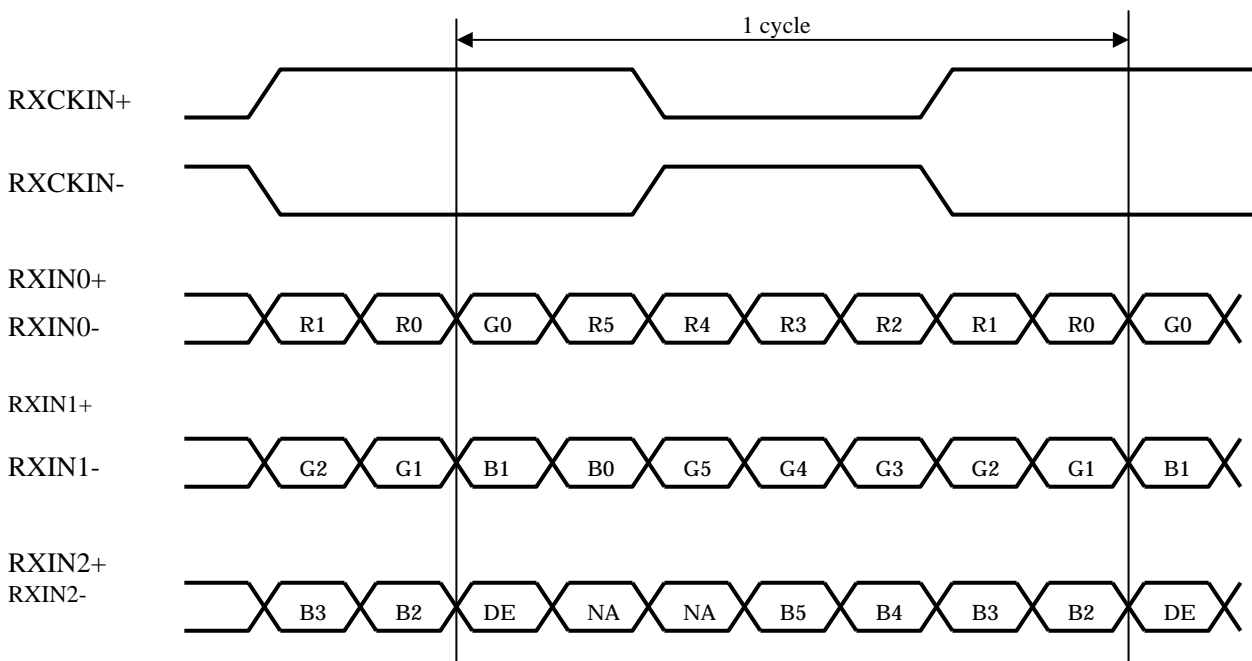 1 cycle
RXCKIN+
RXCKIN-
RXIN0+
RXIN0-
R1 R0 G0 R5 R4 R3 R2 R1 R0 G0
RXIN1+
RXIN1-
G2 G1 B1 B0 G5 G4 G3 G2 G1 B1
RXIN2+
RXIN2-
B3 B2 DE NA NA B5 B4 B3 B2 DE